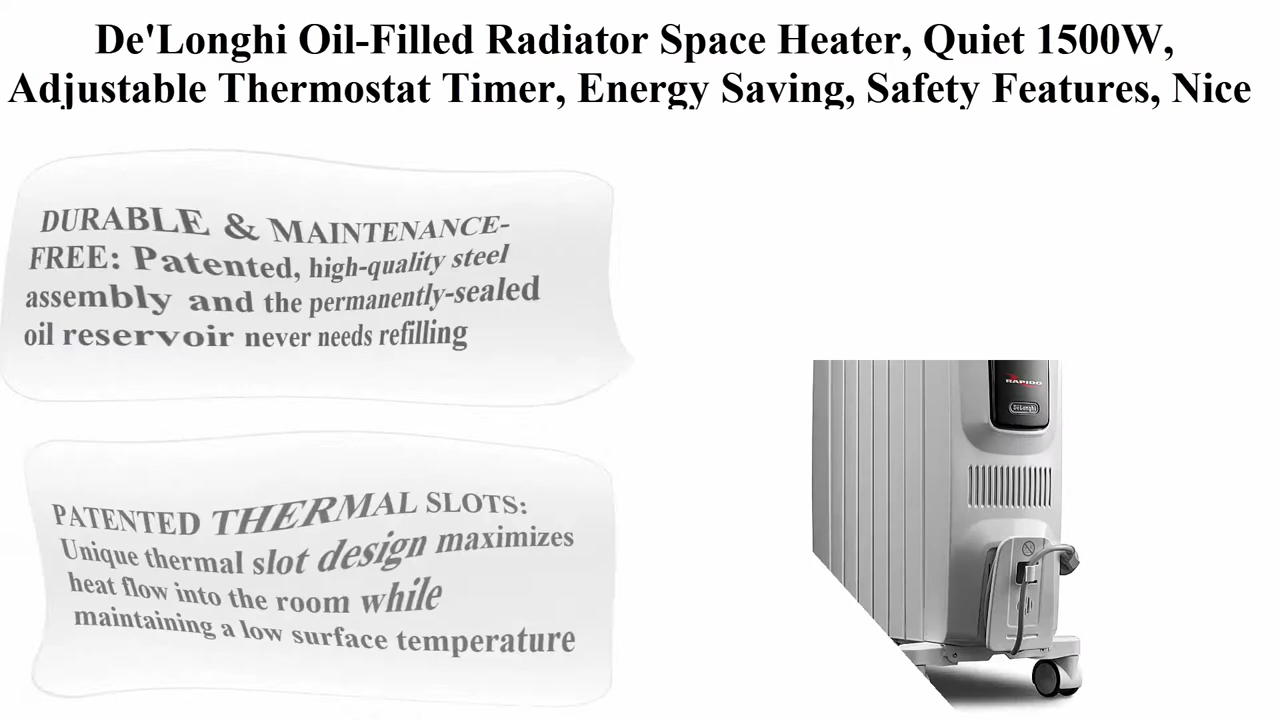 De'Longhi Oil-Filled Radiator Space Heater, Quiet 1500W,
Adjustable Thermostat Timer, Energy Saving, Safety Features, Nice
DURABLE & MAINTENANCE-
FREE: Patented, high-quality steel
assembly and the permanently-sealed
oil reservoir never needs refilling
PATENTED THERMAL SLOTS:
Unique thermal slot design maximizes
heat flow into the room while
maintaining a low surface temperature
RAPIDO
DeLonghi